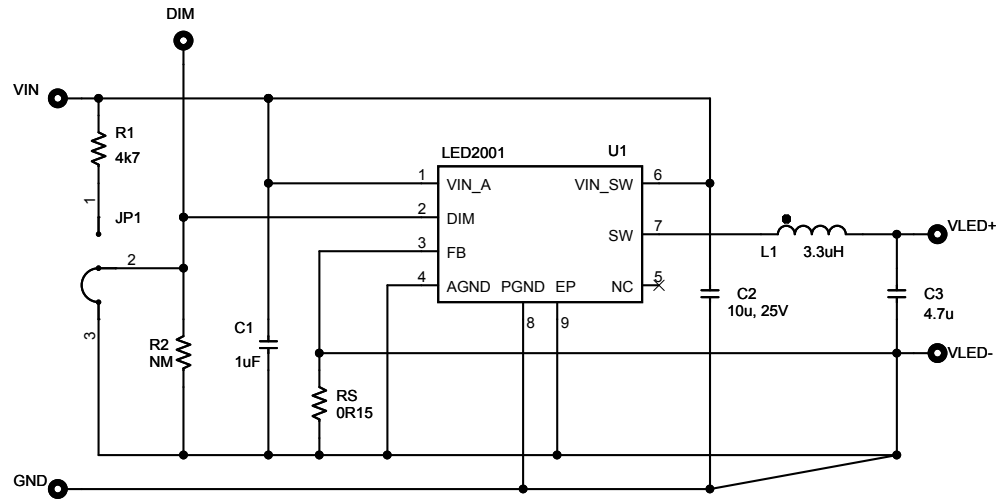 DIM
VIN
R1
4k7
LED2001
U1
1
JP1
1
VIN_A
VIN_SW
6
2
DIM
SW
7
VLED+
3
FB
L1
3.3uH
2
4
AGND
PGND
EP
NC
5
C2
10u, 25V
C3
4.7u
8
9
3
R2
NM
C1
1uF
VLED-
RS
0R15
GND